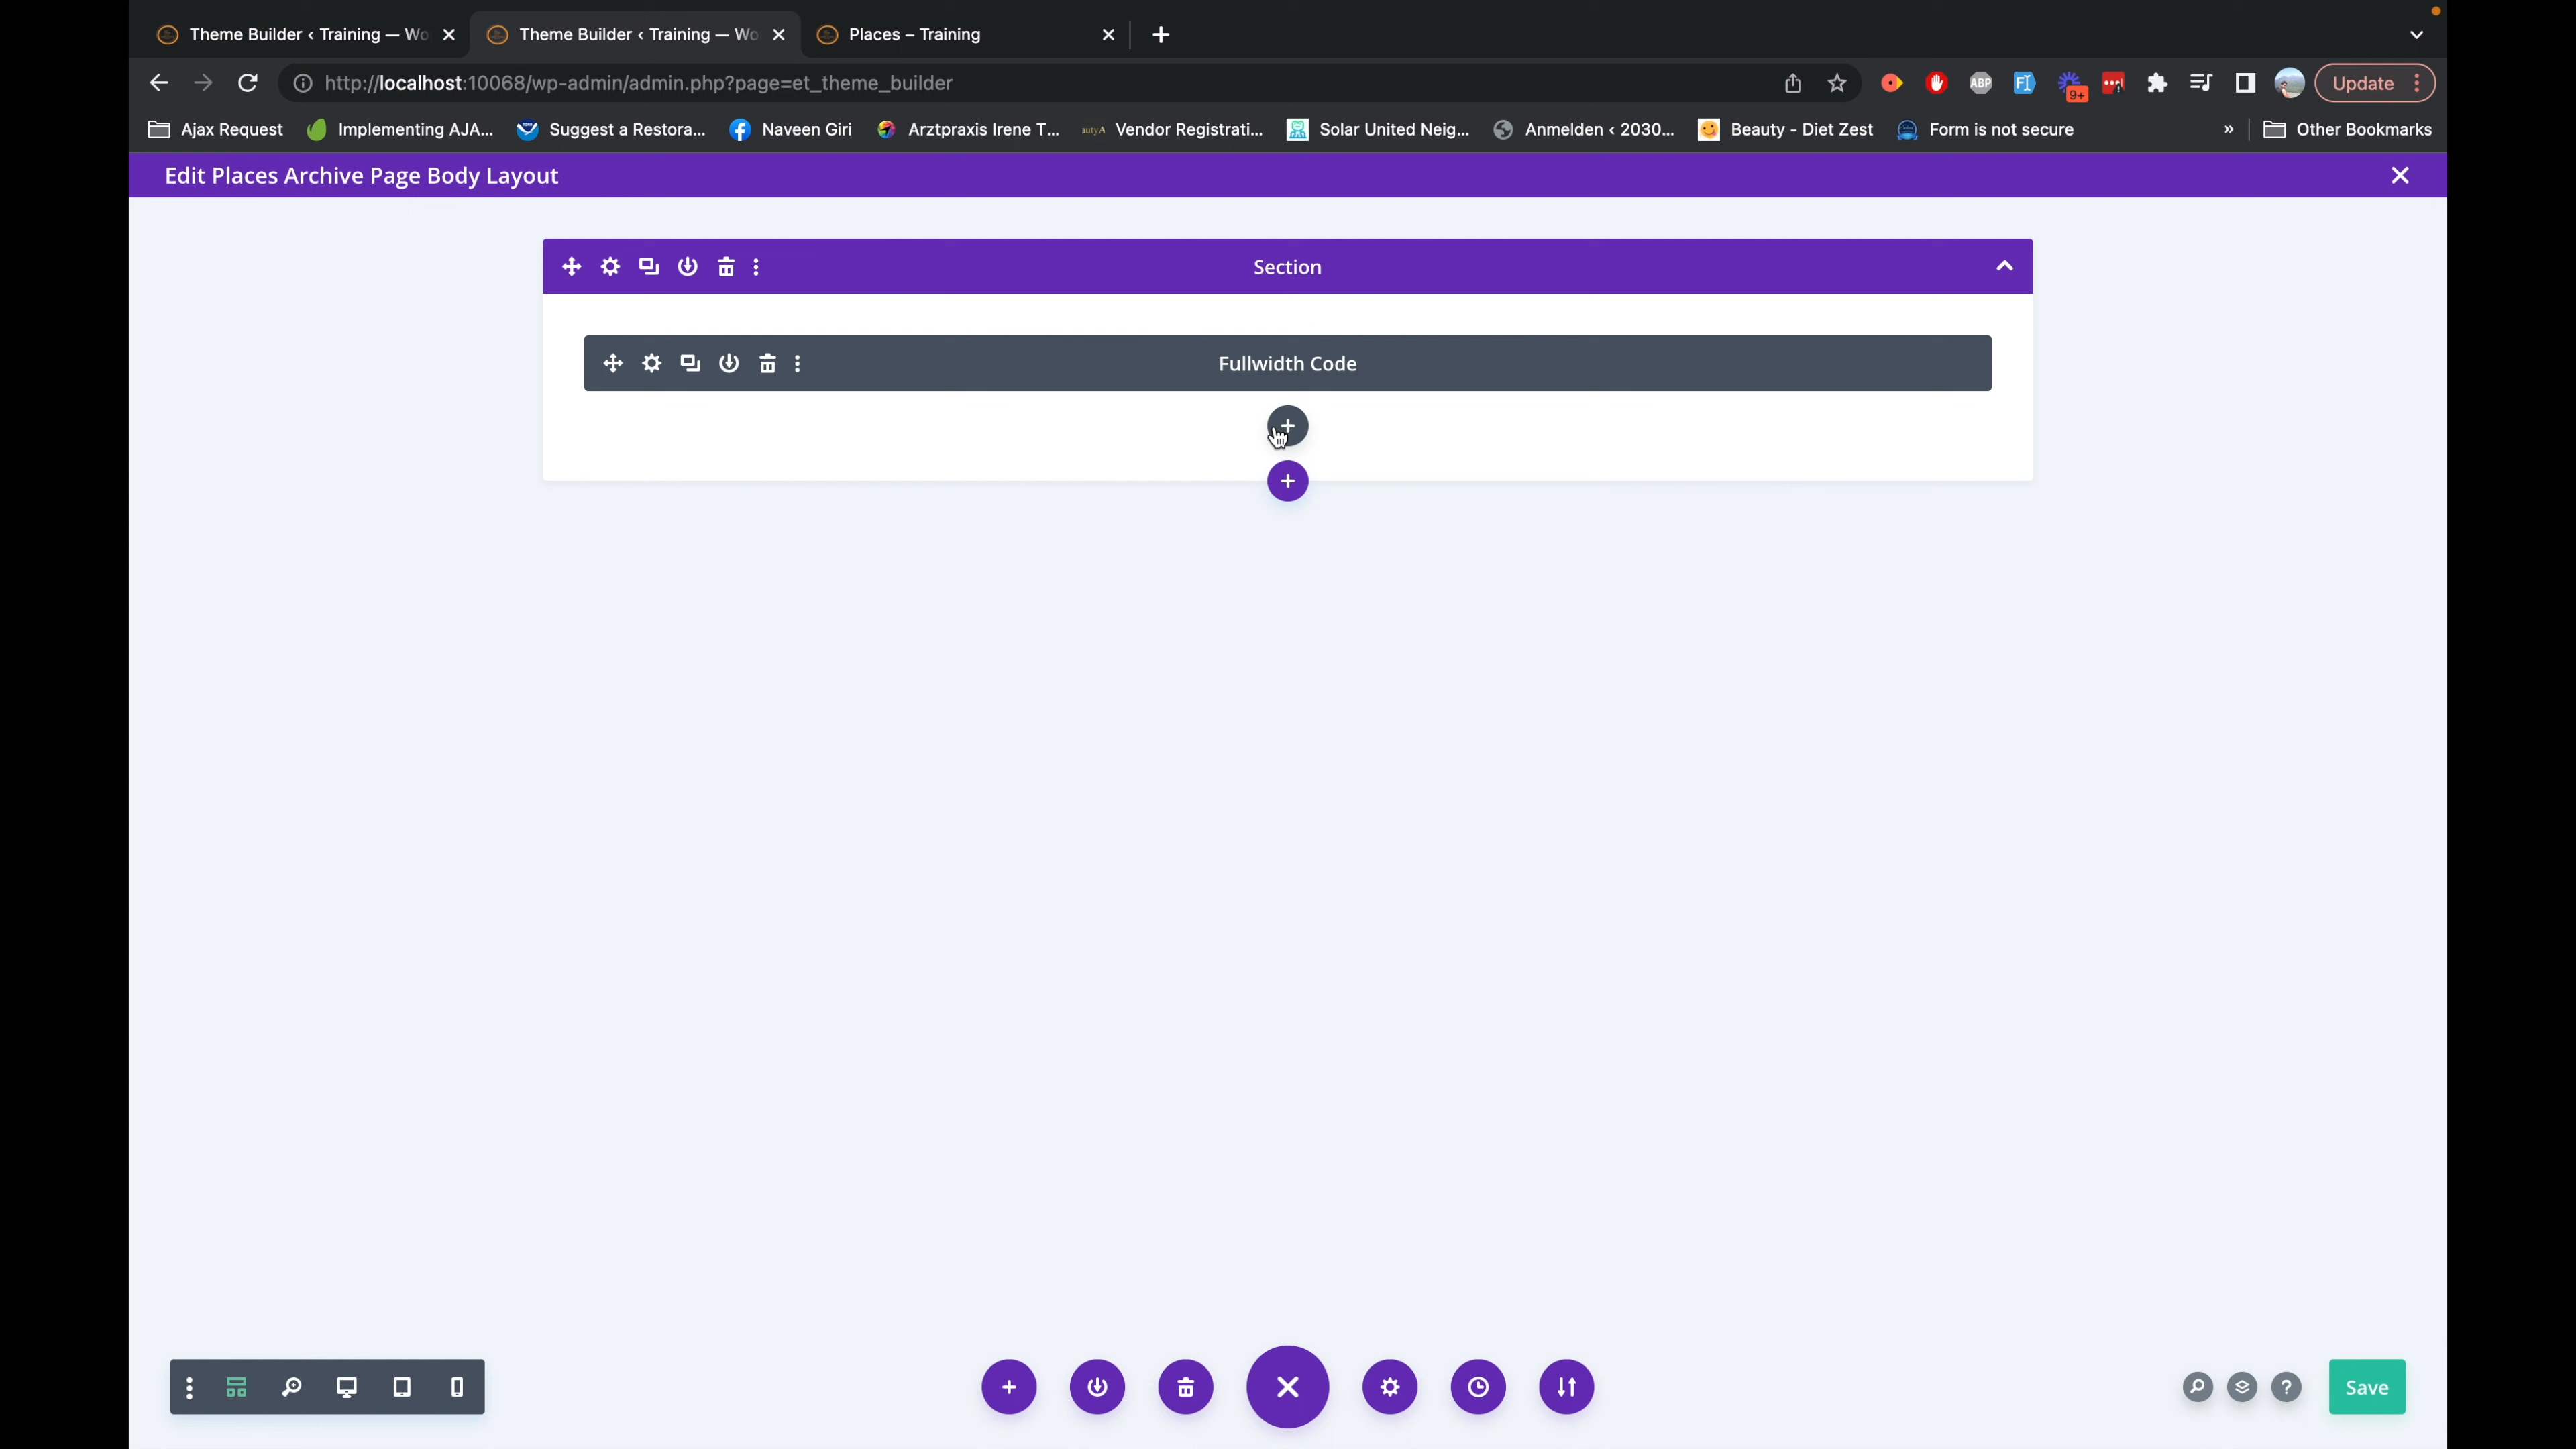 Theme Builder ‹ Training — Wo
Theme Builder ‹ Training — Wo
Places – Training
http://localhost:10068/wp-admin/admin.php?page=et_theme_builder
ABP
9+
Update
Ajax Request
Implementing AJA...
Suggest a Restora...
Naveen Giri
Arztpraxis Irene T...
Vendor Registrati...
Solar United Neig...
Anmelden ‹ 2030...
Beauty - Diet Zest
Form is not secure
»
Other Bookmarks
Edit Places Archive Page Body Layout
Section
Fullwidth Code
Save